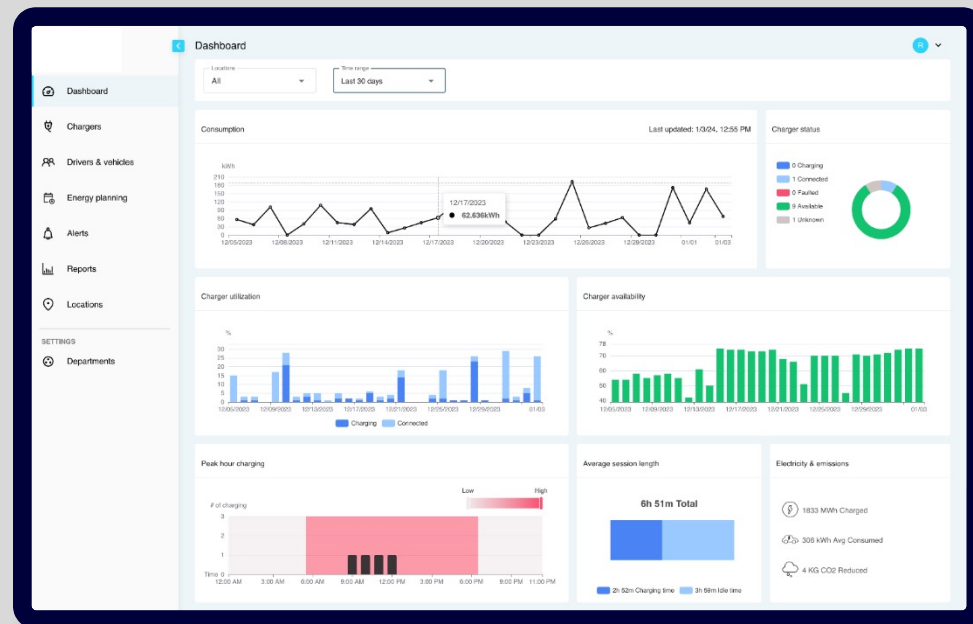 Dashboard
R
Locations
All
Time range
Last 30 days
Dashboard
Chargers
Drivers & vehicles
Energy planning
Alerts
Reports
Locations
SETTINGS
Departments
Consumption
Last updated: 1/3/24, 12:55 PM
kWh
210
180
150
120
90
60
30
0
12/17/2023
62.636kWh
12/05/2023 12/08/2023 12/11/2023 12/14/2023 12/17/2023 12/20/2023 12/23/2023 12/26/2023 12/29/2023 01/01 01/03
Charger status
0 Charging
1 Connected
0 Faulted
9 Available
1 Unknown
Charger utilization
%
30
25
20
15
10
5
0
12/05/2023 12/09/2023 12/13/2023 12/17/2023 12/21/2023 12/25/2023 12/29/2023 01/03
Charging Connected
Charger availability
%
78
70
60
50
40
12/05/2023 12/09/2023 12/13/2023 12/17/2023 12/21/2023 12/25/2023 12/29/2023 01/03
Peak hour charging
Low High
# of charging
3
2
1
Time 0
12:00 AM 3:00 AM 6:00 AM 9:00 AM 12:00 PM 3:00 PM 6:00 PM 9:00 PM 11:00 PM
Average session length
6h 51m Total
2h 52m Charging time 3h 59m Idle time
Electricity & emissions
1833 MWh Charged
kWh Avg Consumed
4 KG CO2 Reduced